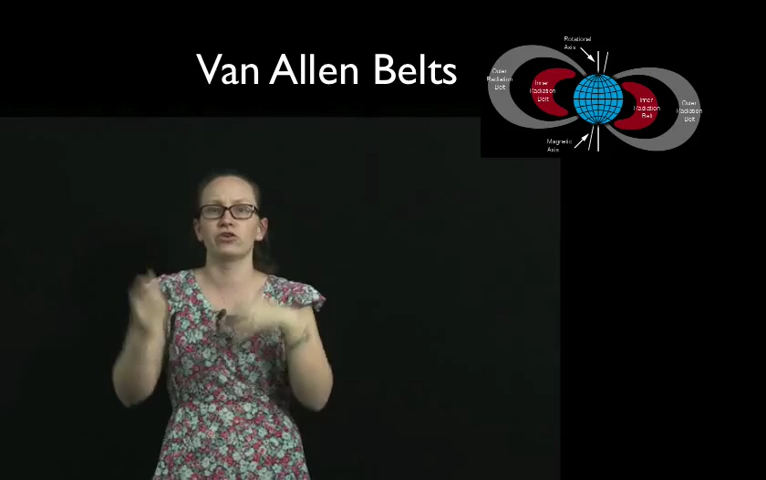 Van Allen Belts
Rotational
Axis
Outer
Radiation
Belt
Inner
Radiation
Belt
Inner
Radiation
Belt
Outer
Radiation
Belt
Magnetic
Axis